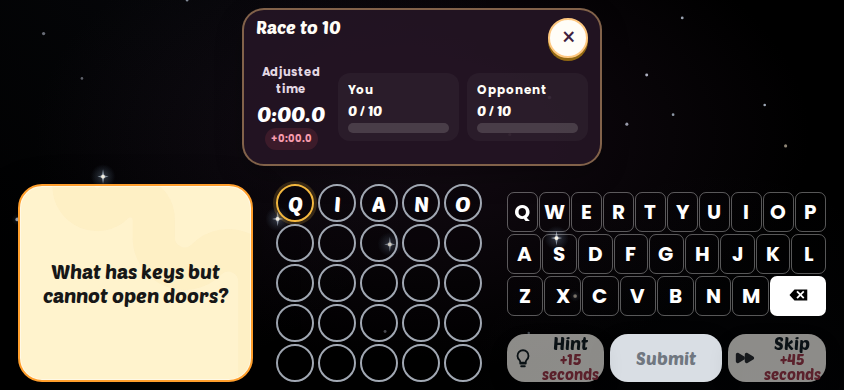 Race to 10
×
Adjusted
time
0:00.0
+0:00.0
You
0 / 10
Opponent
0 / 10
What has keys but
cannot open doors?
Q I A N O
Q W E R T Y U I O P
A S D F G H J K L
Z X C V B N M
Hint
+15
seconds
Submit
Skip
+45
seconds